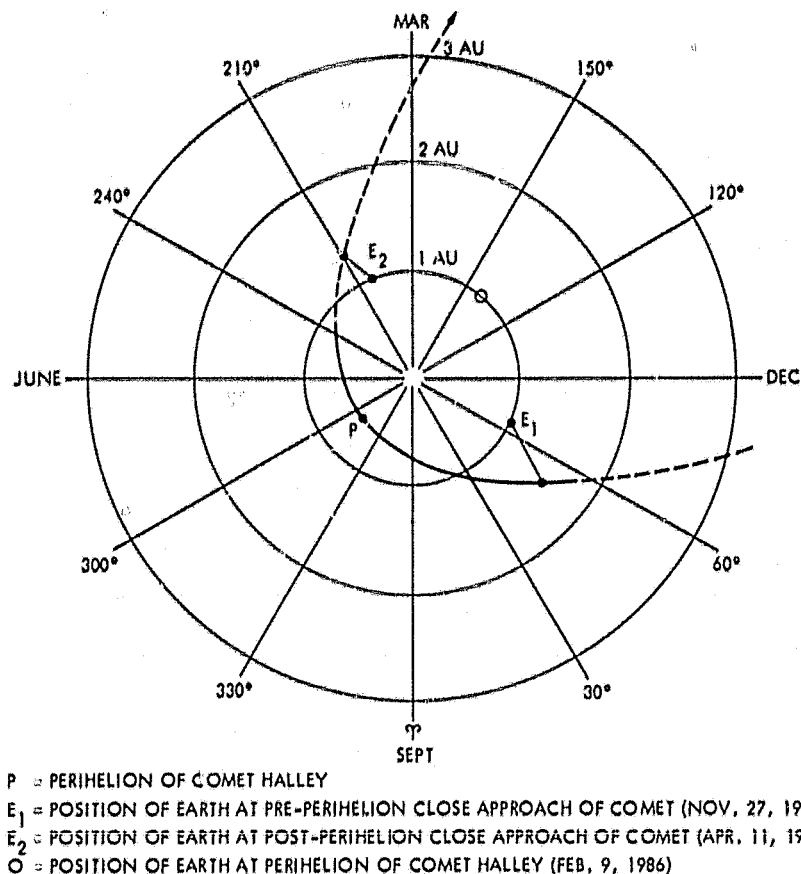 MAR
3 AU
210°
150°
2 AU
240°
120°
E2
1 AU
JUNE
DEC
P
E1
300°
60°
330°
30°
♈
SEPT
P = PERIHELION OF COMET HALLEY
E1 = POSITION OF EARTH AT PRE-PERIHELION CLOSE APPROACH OF COMET (NOV. 27, 19
E2 = POSITION OF EARTH AT POST-PERIHELION CLOSE APPROACH OF COMET (APR. 11, 19
O = POSITION OF EARTH AT PERIHELION OF COMET HALLEY (FEB. 9, 1986)